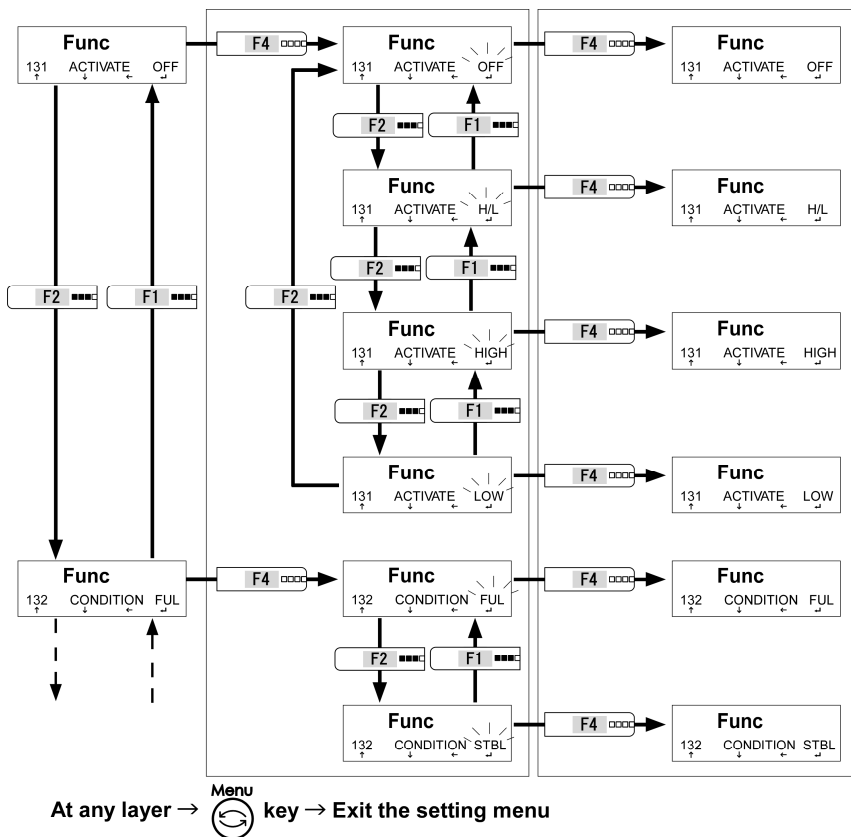 Func
131 ACTIVATE OFF
↑ ↓ ← ↵
F4
Func
131 ACTIVATE OFF
↑ ↓ ← ↵
F4
Func
131 ACTIVATE OFF
↑ ↓ ← ↵
F2
F1
Func
131 ACTIVATE H/L
↑ ↓ ← ↵
F4
Func
131 ACTIVATE H/L
↑ ↓ ← ↵
F2
F1
F2
F2
F1
Func
131 ACTIVATE HIGH
↑ ↓ ← ↵
F4
Func
131 ACTIVATE HIGH
↑ ↓ ← ↵
F2
F1
Func
131 ACTIVATE LOW
↑ ↓ ← ↵
F4
Func
131 ACTIVATE LOW
↑ ↓ ← ↵
Func
132 CONDITION FUL
↑ ↓ ← ↵
F4
Func
132 CONDITION FUL
↑ ↓ ← ↵
F4
Func
132 CONDITION FUL
↑ ↓ ← ↵
F2
F1
Func
132 CONDITION STBL
↑ ↓ ← ↵
F4
Func
132 CONDITION STBL
↑ ↓ ← ↵
Menu
At any layer → key → Exit the setting menu